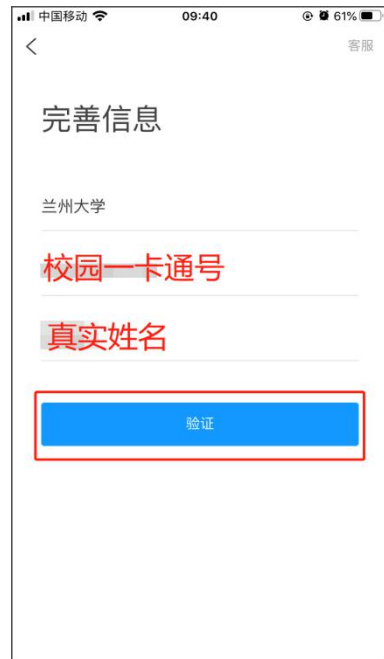 中国移动 09:40 61%
客服
完善信息
兰州大学
校园一卡通号
真实姓名
验证